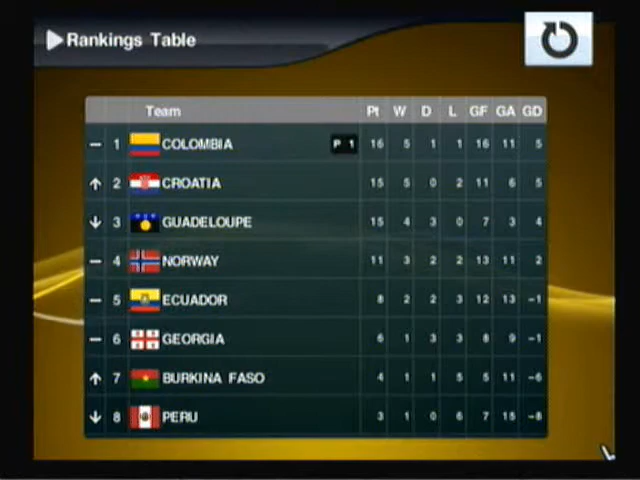 Rankings Table
Team Pt W D L GF GA GD
– 1 COLOMBIA P 1 16 5 1 1 16 11 5
↑ 2 CROATIA 15 5 0 2 11 6 5
↓ 3 GUADELOUPE 15 4 3 0 7 3 4
– 4 NORWAY 11 3 2 2 13 11 2
– 5 ECUADOR 8 2 2 3 12 13 -1
– 6 GEORGIA 6 1 3 3 8 9 -1
↑ 7 BURKINA FASO 4 1 1 5 5 11 -6
↓ 8 PERU 3 1 0 6 7 15 -8